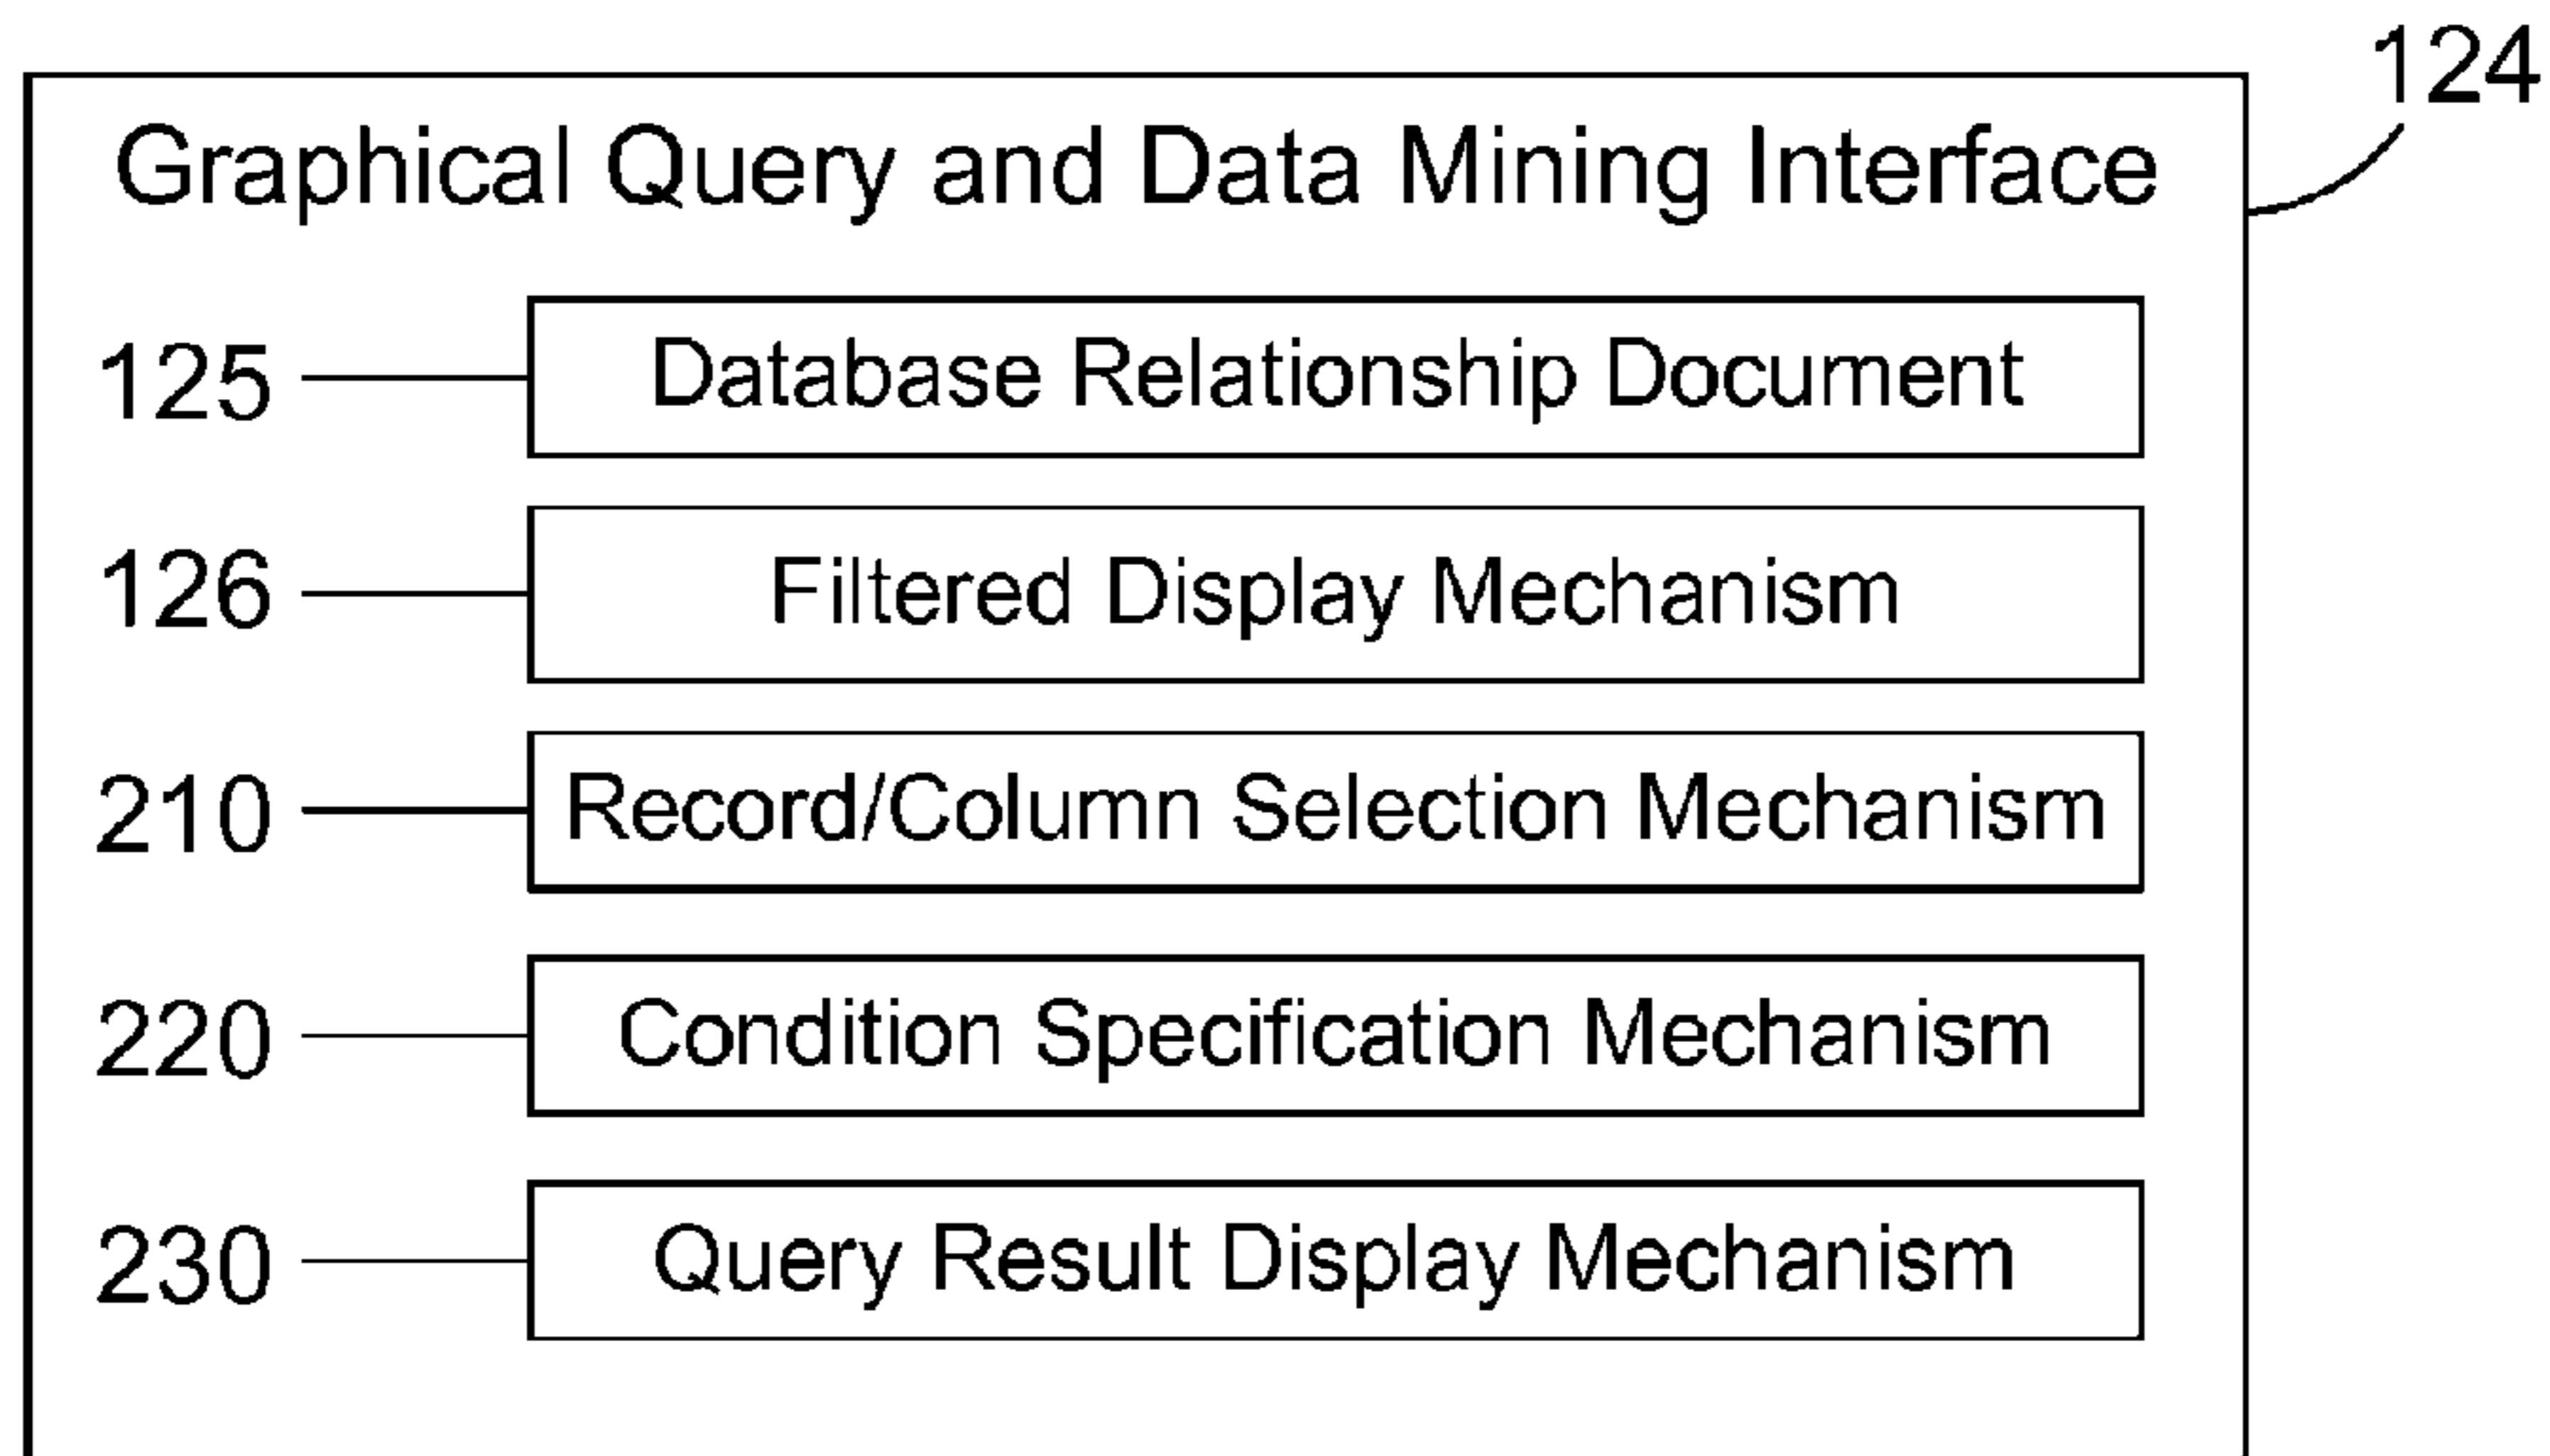 124
Graphical Query and Data Mining Interface
125 Database Relationship Document
126 Filtered Display Mechanism
210 Record/Column Selection Mechanism
220 Condition Specification Mechanism
230 Query Result Display Mechanism